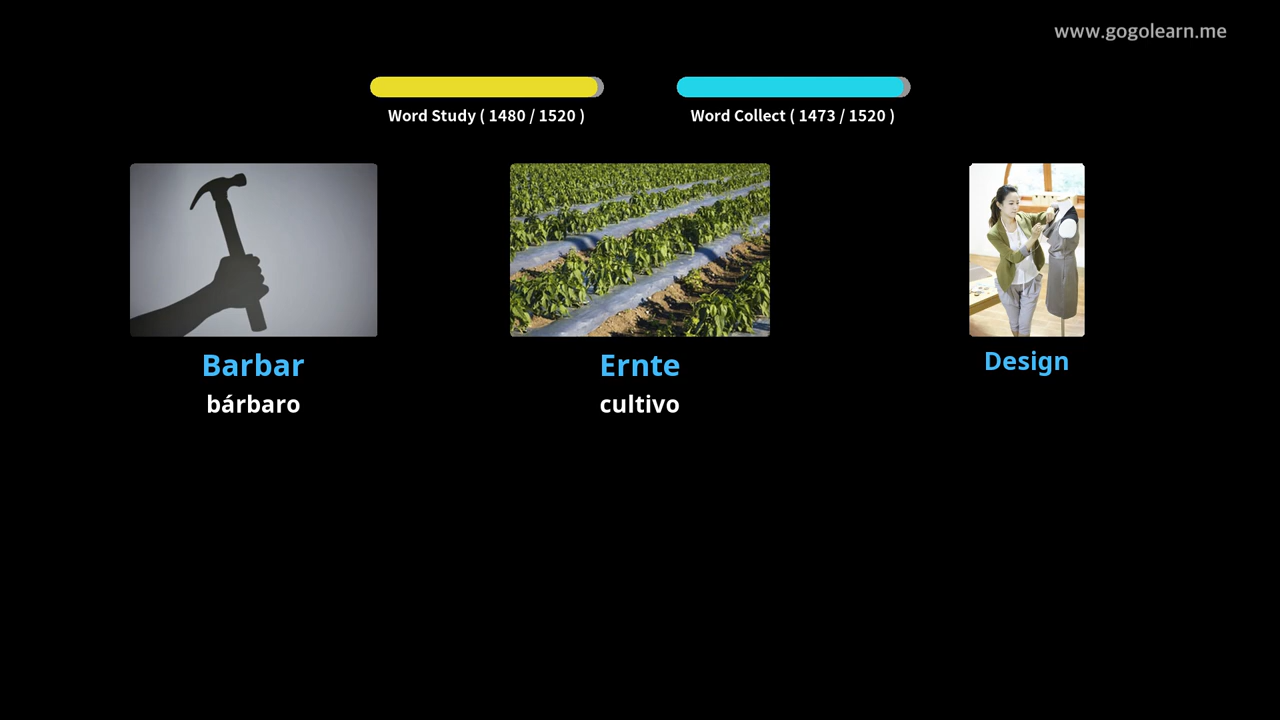 www.gogolearn.me
Word Study ( 1480 / 1520 )
Word Collect ( 1473 / 1520 )
Barbar
bárbaro
Ernte
cultivo
Design